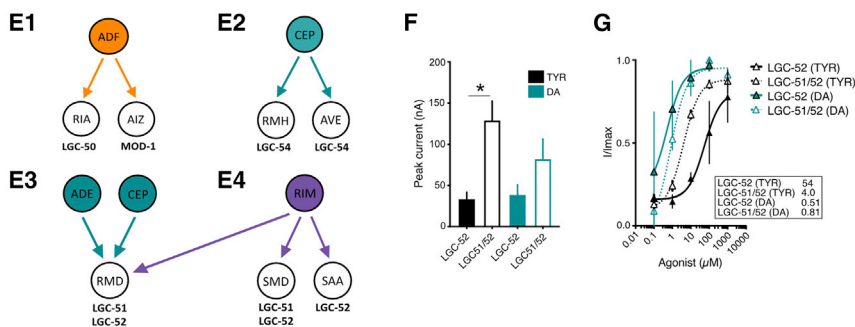 E1
ADF
RIA
AIZ
LGC-50
MOD-1
E2
CEP
RMH
AVE
LGC-54
LGC-54
E3
ADE
CEP
RMD
LGC-51
LGC-52
E4
RIM
SMD
SAA
LGC-51
LGC-52
LGC-52
F
TYR
DA
*
Peak current (nA)
200
150
100
50
0
LGC-52
LGC51/52
LGC-52
LGC51/52
G
LGC-52 (TYR)
LGC-51/52 (TYR)
LGC-52 (DA)
LGC-51/52 (DA)
I/Imax
1.0
0.5
0.0
LGC-52 (TYR) 54
LGC-51/52 (TYR) 4.0
LGC-52 (DA) 0.51
LGC-51/52 (DA) 0.81
0.01
0.1
1
10
100
1000
10000
Agonist (µM)